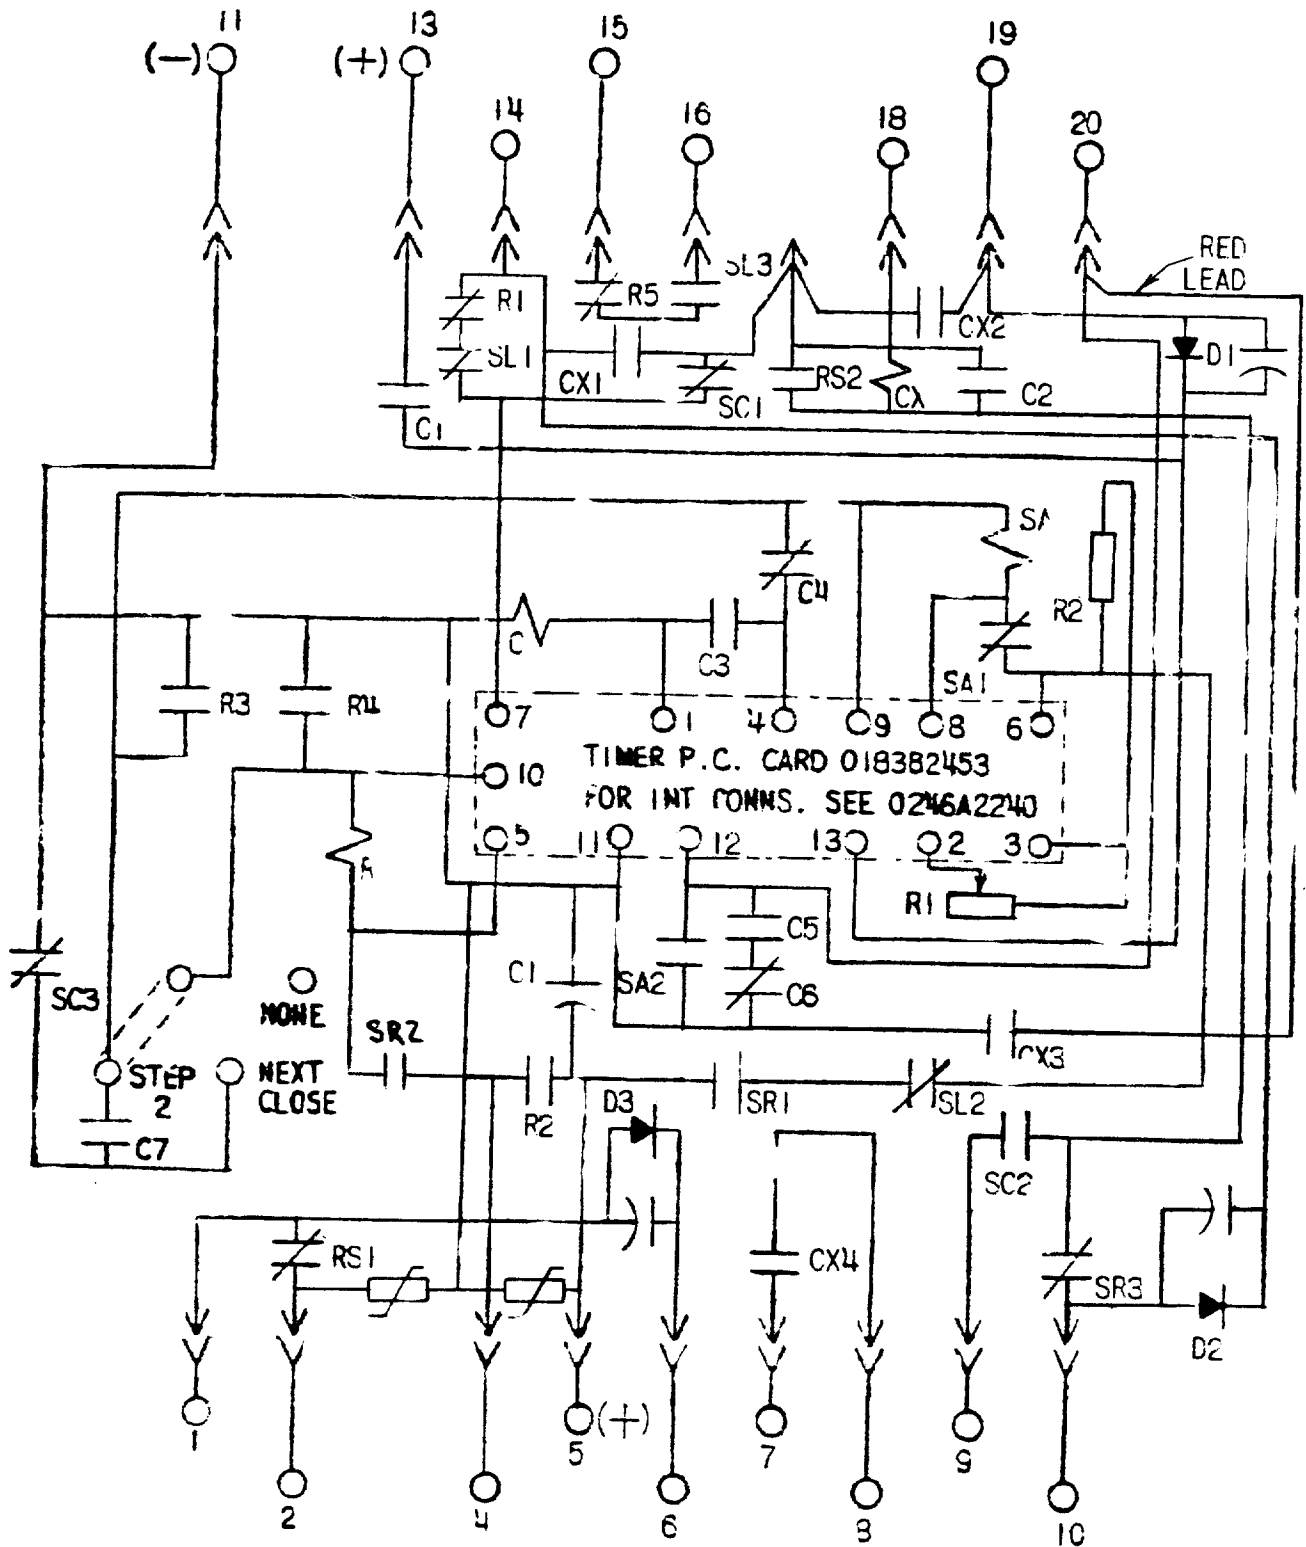 11
13
15
19
(−)
(+)
14
16
18
20
RED
LEAD
SL3
R1
R5
CX2
SL1
D1
CX1
RS2
CX
C2
SC1
C1
SA
C4
R2
C
C3
SA1
R3
R4
7
1
4
9
8
6
TIMER P.C. CARD 0183B2453
10
FOR INT CONNS. SEE 0246A2240
5
11
12
13
2
3
R1
C5
C1
SA2
C6
SC3
NONE
SR2
CX3
STEP
2
NEXT
CLOSE
D3
SR1
SL2
R2
C7
SC2
RS1
CX4
SR3
D2
1
5
(+)
7
9
2
4
6
8
10